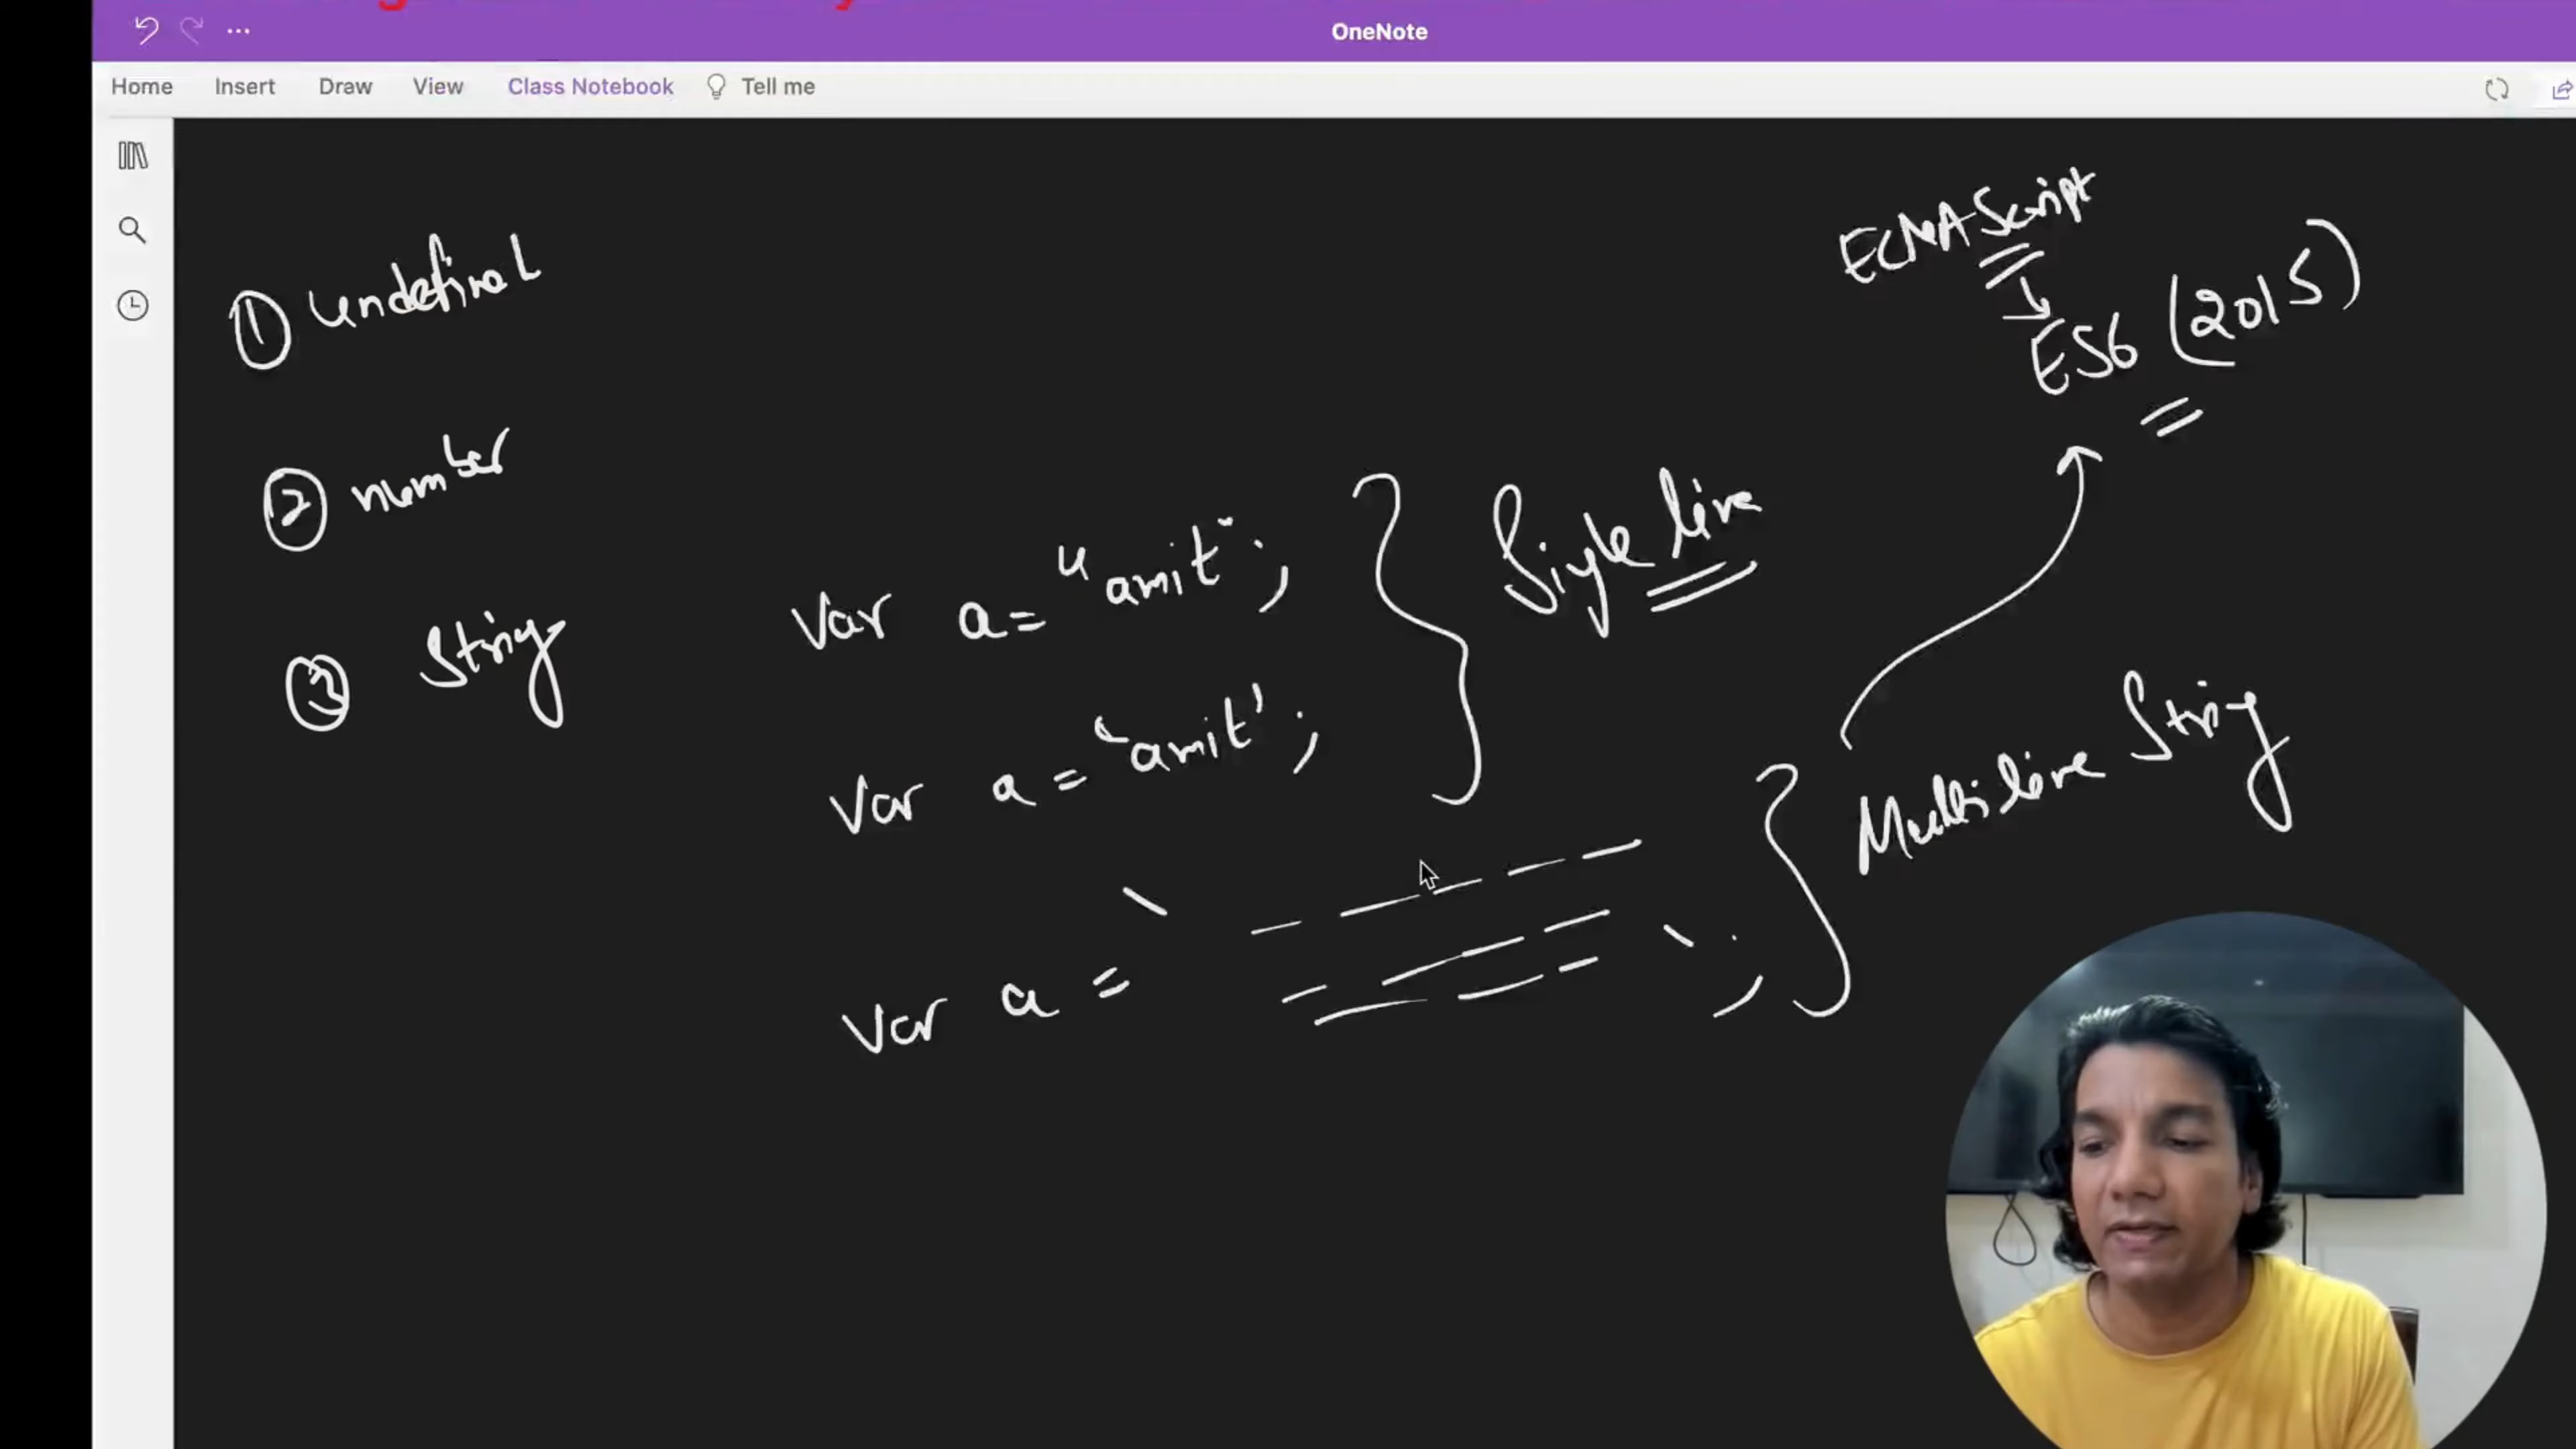 OneNote
Home Insert Draw View Class Notebook Tell me
ECMAScript
ES6 (2015)
① undefined
② number
③ String
Var a = "amit";
Single line
Var a = 'amit';
Var a = ` ` ;
Multiline String